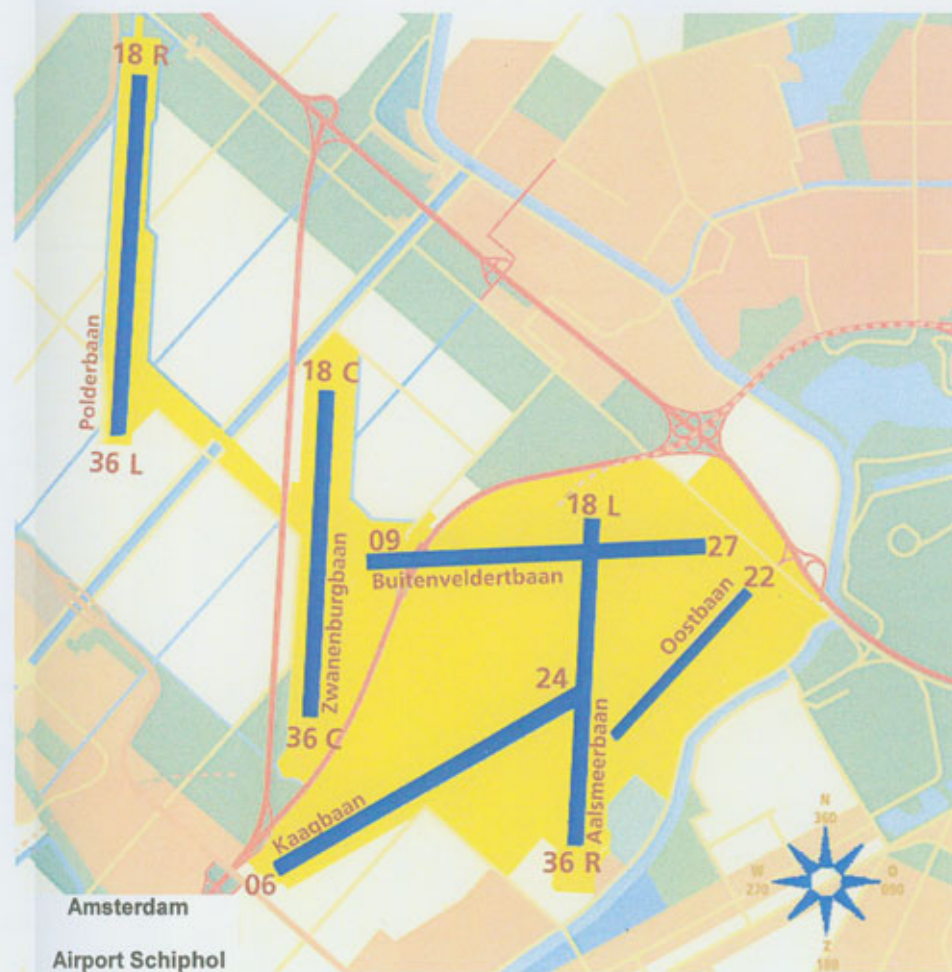 18 R
Polderbaan
36 L
18 C
Zwanenburgbaan
36 C
09
Buitenveldertbaan
18 L
27
22
Oostbaan
24
Aalsmeerbaan
Kaagbaan
06
36 R
N
360
W
270
O
090
Z
180
Amsterdam
Airport Schiphol